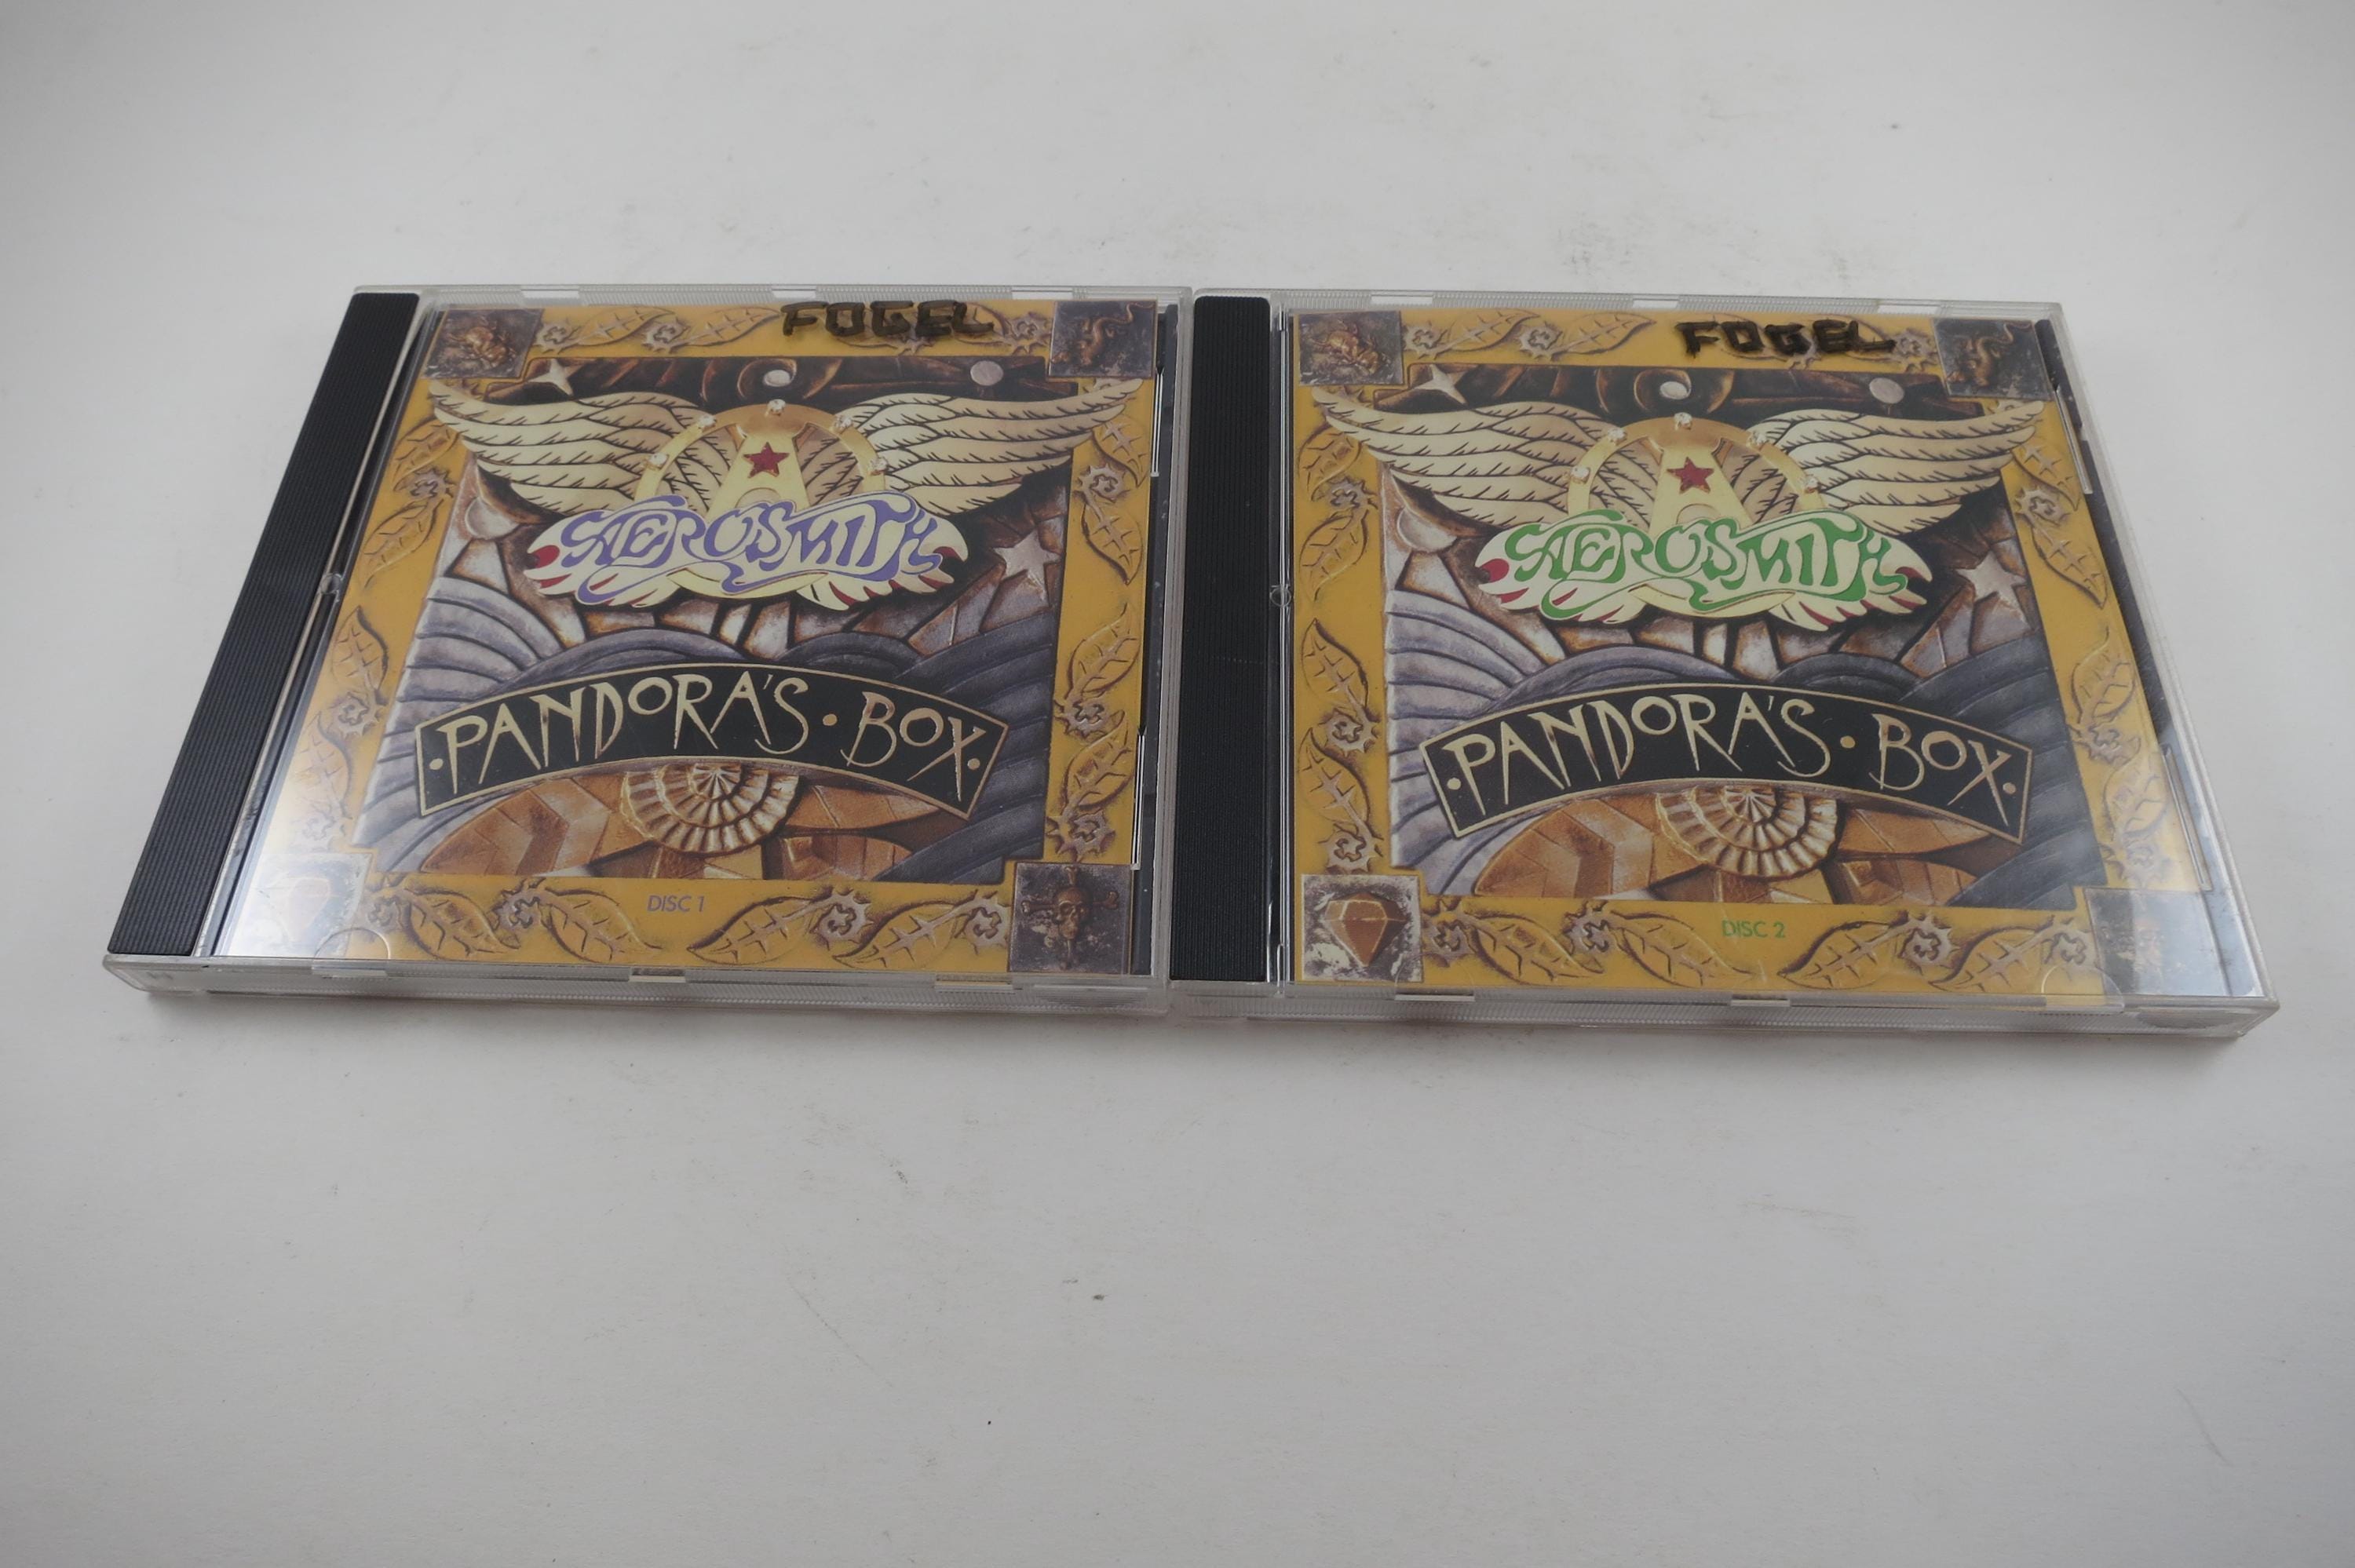 FOGEL
AEROSMITH
PANDORA'S • BOX
DISC 1
FOGEL
AEROSMITH
PANDORA'S • BOX
DISC 2